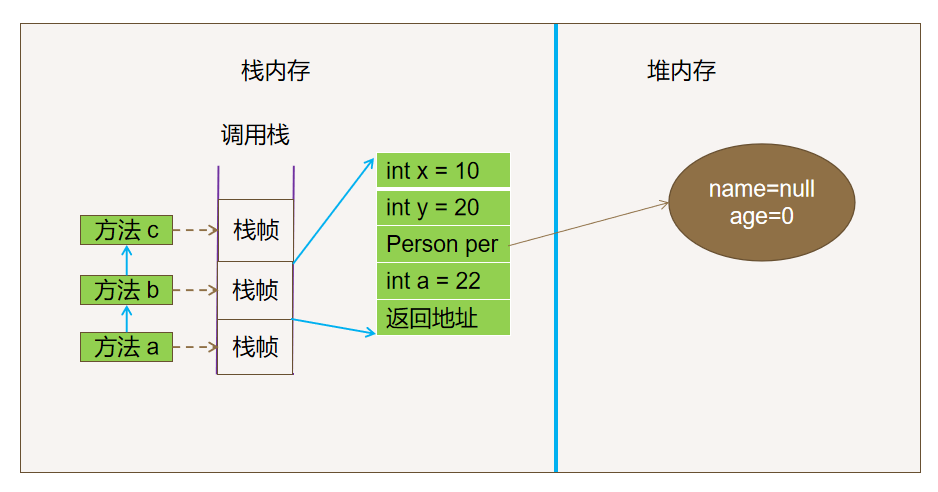 栈内存
堆内存
调用栈
方法 c
方法 b
方法 a
栈帧
栈帧
栈帧
int x = 10
int y = 20
Person per
int a = 22
返回地址
name=null
age=0